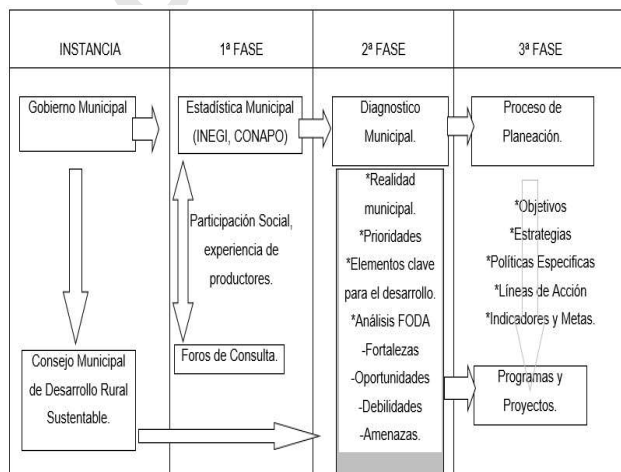 INSTANCIA
1ª FASE
2ª FASE
3ª FASE
Gobierno Municipal
Estadística Municipal
(INEGI, CONAPO)
Diagnostico
Municipal.
Proceso de
Planeación.
Participación Social,
experiencia de
productores.
*Realidad
municipal.
*Prioridades
*Elementos clave
para el desarrollo.
*Análisis FODA
-Fortalezas
-Oportunidades
-Debilidades
-Amenazas.
*Objetivos
*Estrategias
*Políticas Especificas
*Líneas de Acción
*Indicadores y Metas.
Consejo Municipal
de Desarrollo Rural
Sustentable.
Foros de Consulta.
Programas y
Proyectos.